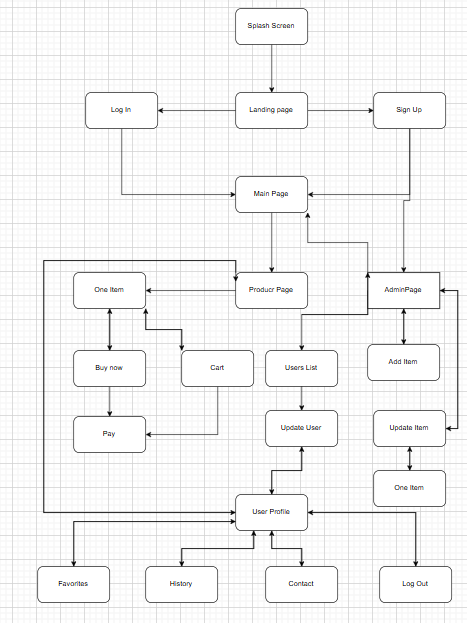 Splash Screen
Log In
Landing page
Sign Up
Main Page
One Item
Producr Page
AdminPage
Buy now
Cart
Users List
Add Item
Pay
Update User
Update Item
One Item
User Profile
Favorites
History
Contact
Log Out